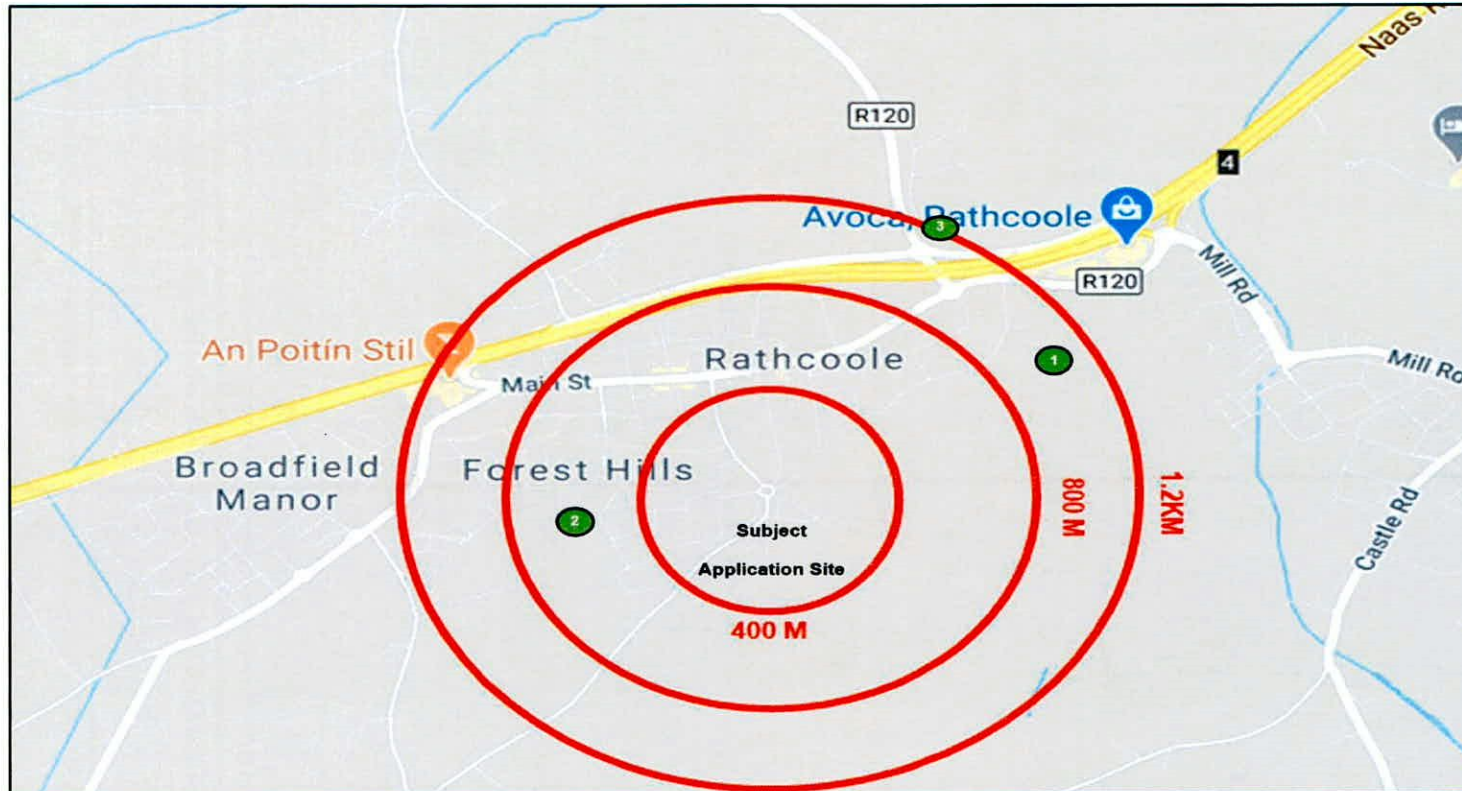 Naas R
R120
4
Avoca, Rathcoole
3
Mill Rd
R120
An Poitín Stil
Rathcoole
1
Mill Ro
Main St
Broadfield
Manor
Forest Hills
2
Subject
Application Site
800 M
1.2KM
Castle Rd
400 M